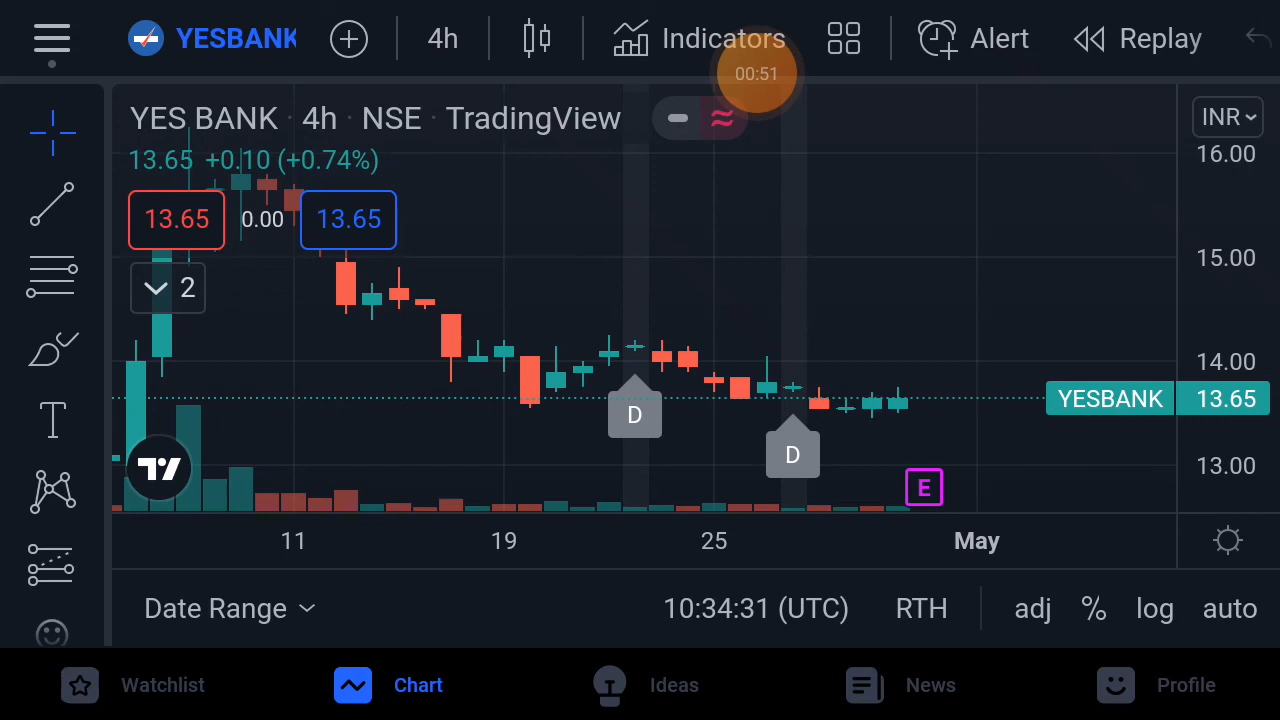 YESBANK 4h Indicators Alert Replay
00:51
YES BANK · 4h · NSE · TradingView
INR
13.65 +0.10 (+0.74%)
16.00
13.65 0.00 13.65
15.00
2
14.00
YESBANK 13.65
D
D
13.00
E
11 19 25 May
Date Range 10:34:31 (UTC) RTH adj % log auto
Watchlist Chart Ideas News Profile